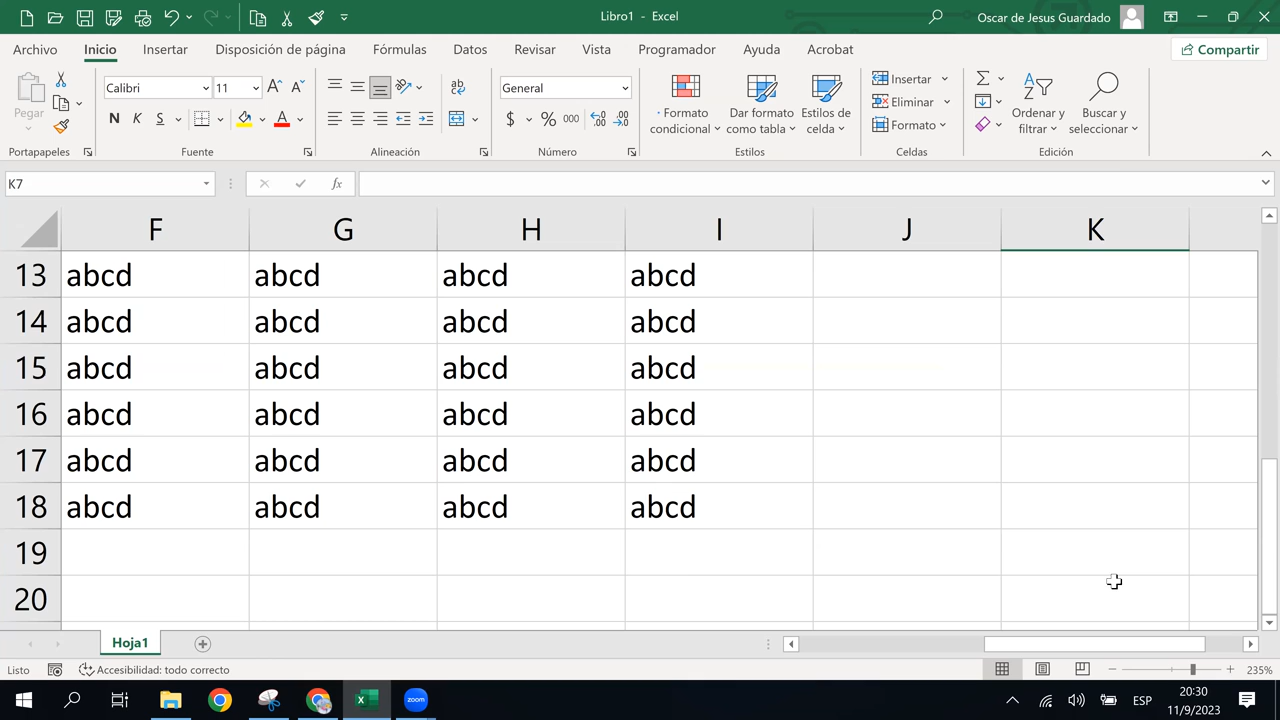 Libro1 - Excel
Oscar de Jesus Guardado
Archivo Inicio Insertar Disposición de página Fórmulas Datos Revisar Vista Programador Ayuda Acrobat
Compartir
Pegar
Portapapeles
Calibri 11
N K S
A
Fuente
ab
Alineación
General
$ % 000
Número
Formato condicional
Dar formato como tabla
Estilos de celda
Estilos
Insertar
Eliminar
Formato
Celdas
Ordenar y filtrar
Buscar y seleccionar
Edición
K7
fx
F G H I J K
13 abcd abcd abcd abcd
14 abcd abcd abcd abcd
15 abcd abcd abcd abcd
16 abcd abcd abcd abcd
17 abcd abcd abcd abcd
18 abcd abcd abcd abcd
19
20
Hoja1
Listo
Accesibilidad: todo correcto
235%
zoom
ESP
20:30
11/9/2023